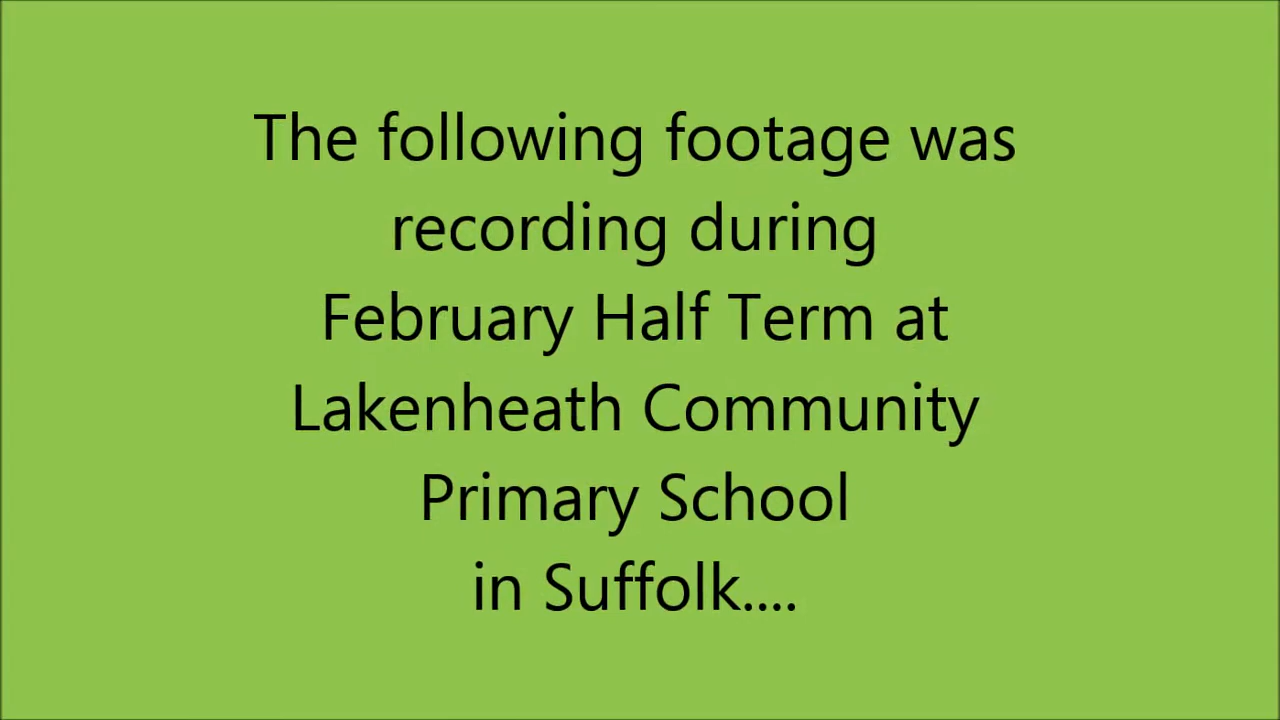 The following footage was
recording during
February Half Term at
Lakenheath Community
Primary School
in Suffolk....